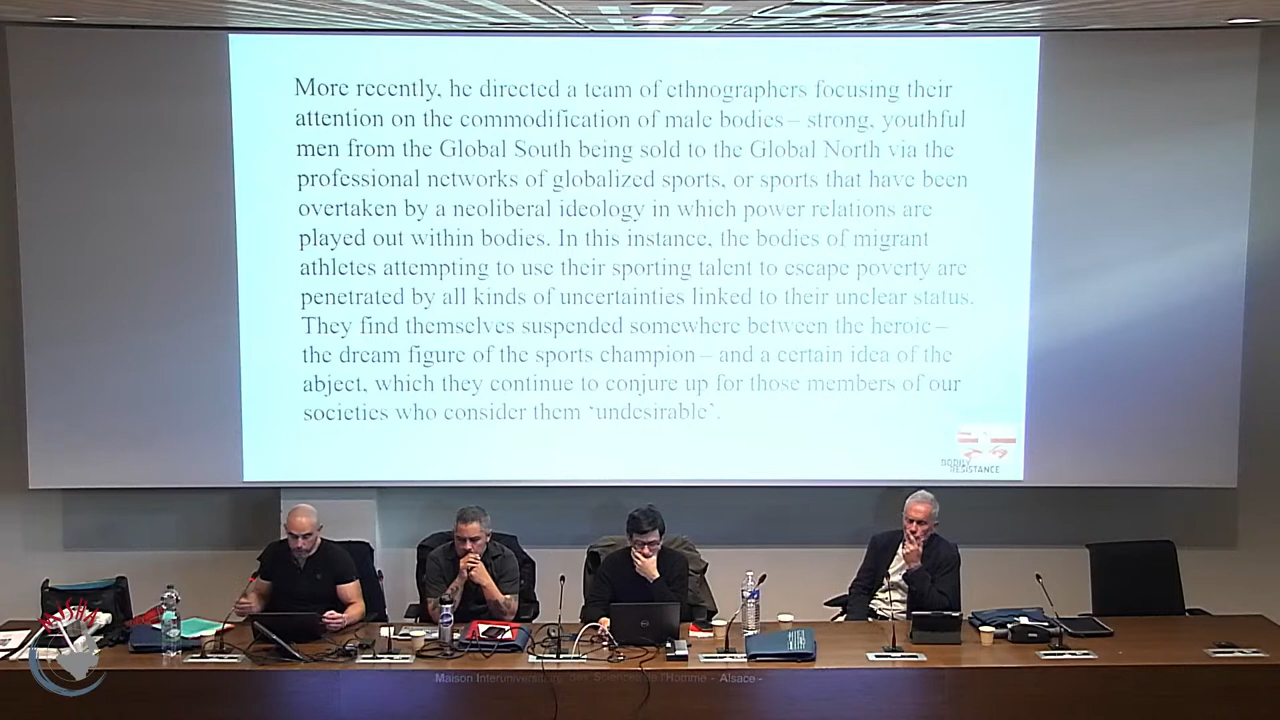 More recently, he directed a team of ethnographers focusing their
attention on the commodification of male bodies – strong, youthful
men from the Global South being sold to the Global North via the
professional networks of globalized sports, or sports that have been
overtaken by a neoliberal ideology in which power relations are
played out within bodies. In this instance, the bodies of migrant
athletes attempting to use their sporting talent to escape poverty are
penetrated by all kinds of uncertainties linked to their unclear status.
They find themselves suspended somewhere between the heroic –
the dream figure of the sports champion – and a certain idea of the
abject, which they continue to conjure up for those members of our
societies who consider them ‘undesirable’.
BODILY
RESISTANCE
MISHA
DELL
Maison Interuniversitaire des Sciences de l'Homme - Alsace -